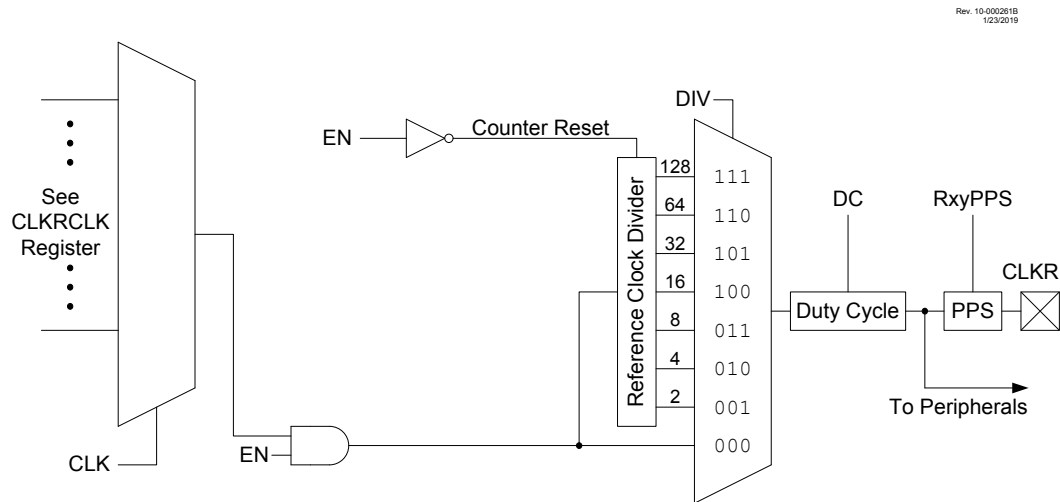 Rev. 10-000261B
1/23/2019
DIV
EN
Counter Reset
See
CLKRCLK
Register
Reference Clock Divider
128
111
64
110
32
101
16
100
8
011
4
010
2
001
000
DC
RxyPPS
CLKR
Duty Cycle
PPS
To Peripherals
EN
CLK